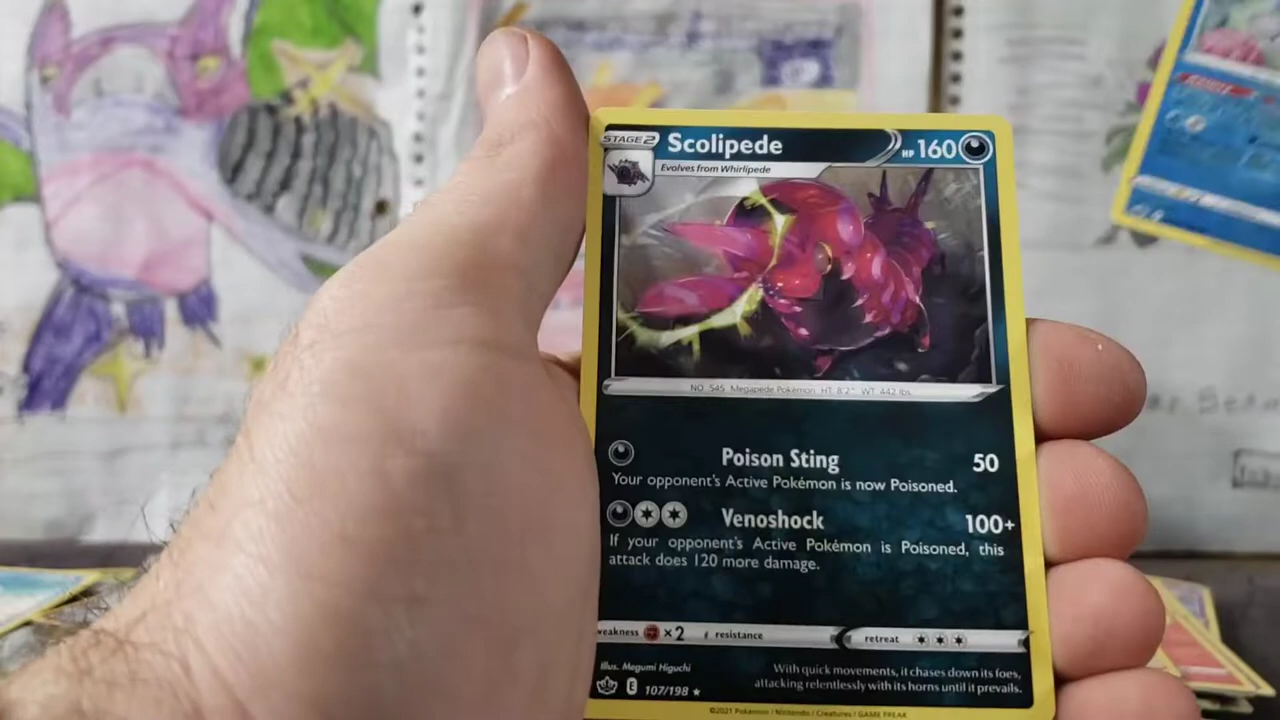 STAGE 2
Scolipede
HP 160
Evolves from Whirlipede
NO. 545 Megapede Pokémon HT: 8'2" WT: 442 lbs.
Poison Sting 50
Your opponent's Active Pokémon is now Poisoned.
Venoshock 100+
If your opponent's Active Pokémon is Poisoned, this
attack does 120 more damage.
weakness ×2 resistance retreat
Illus. Megumi Higuchi
With quick movements, it chases down its foes,
attacking relentlessly with its horns until it prevails.
E 107/198 ★
©2021 Pokémon / Nintendo / Creatures / GAME FREAK